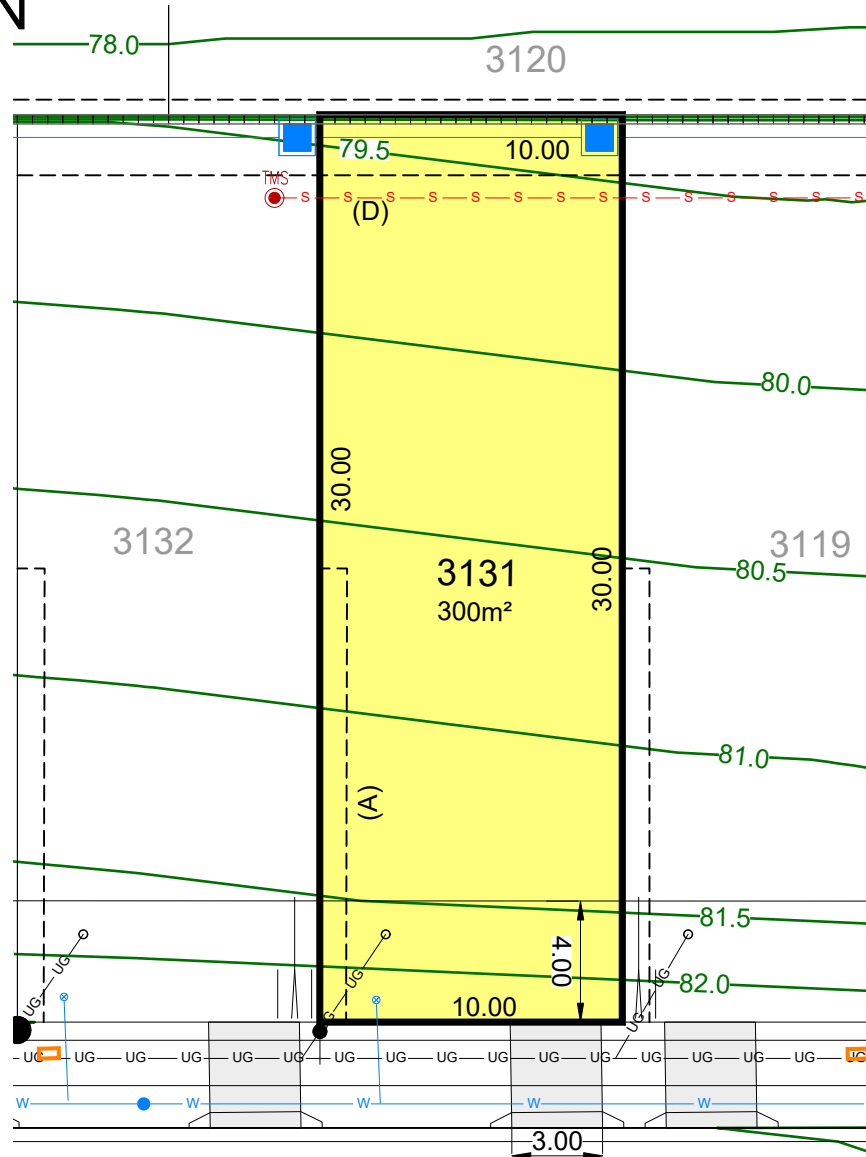 N
78.0
3120
79.5
10.00
TMS
S S S S S S S S S S S S S S
(D)
80.0
30.00
3132
3131
3119
30.00
80.5
300m²
81.0
(A)
81.5
4.00
UG UG UG
UG UG UG
82.0
10.00
UG UG UG UG UG UG UG UG UG UG UG UG UG UG UG UG UG
W W W W W
3.00